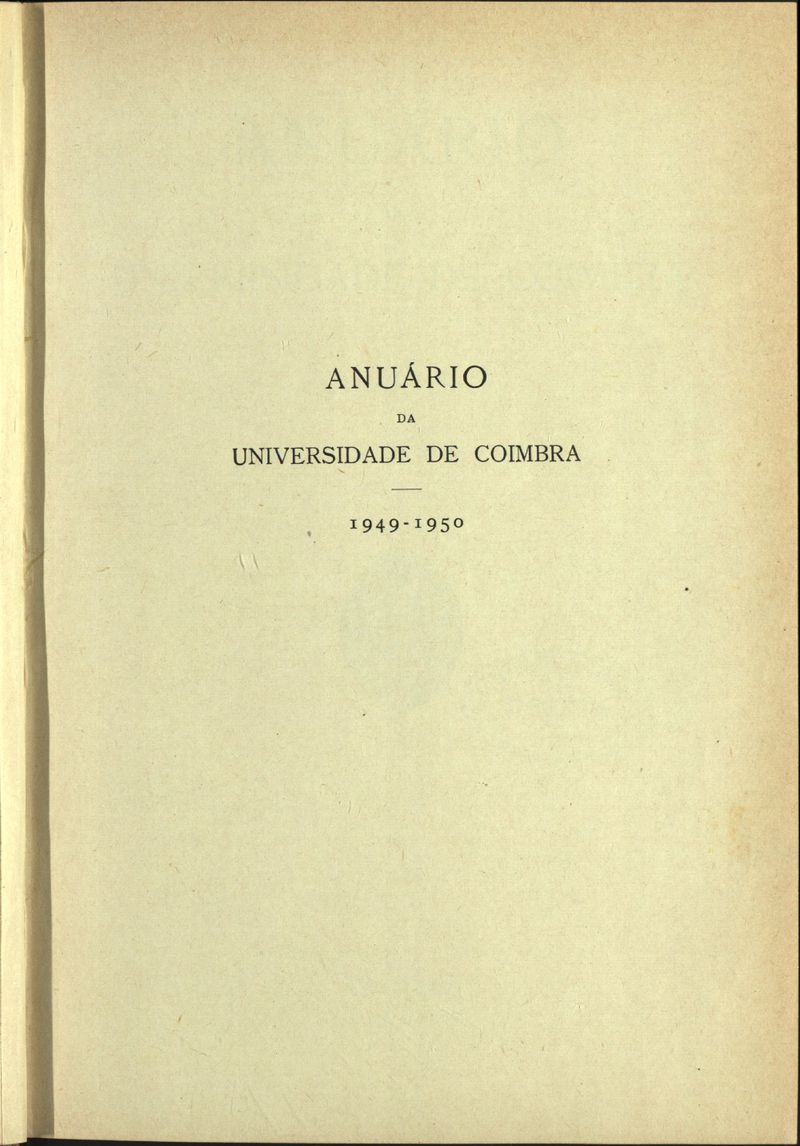 ANUÁRIO
DA
UNIVERSIDADE DE COIMBRA
1949-1950